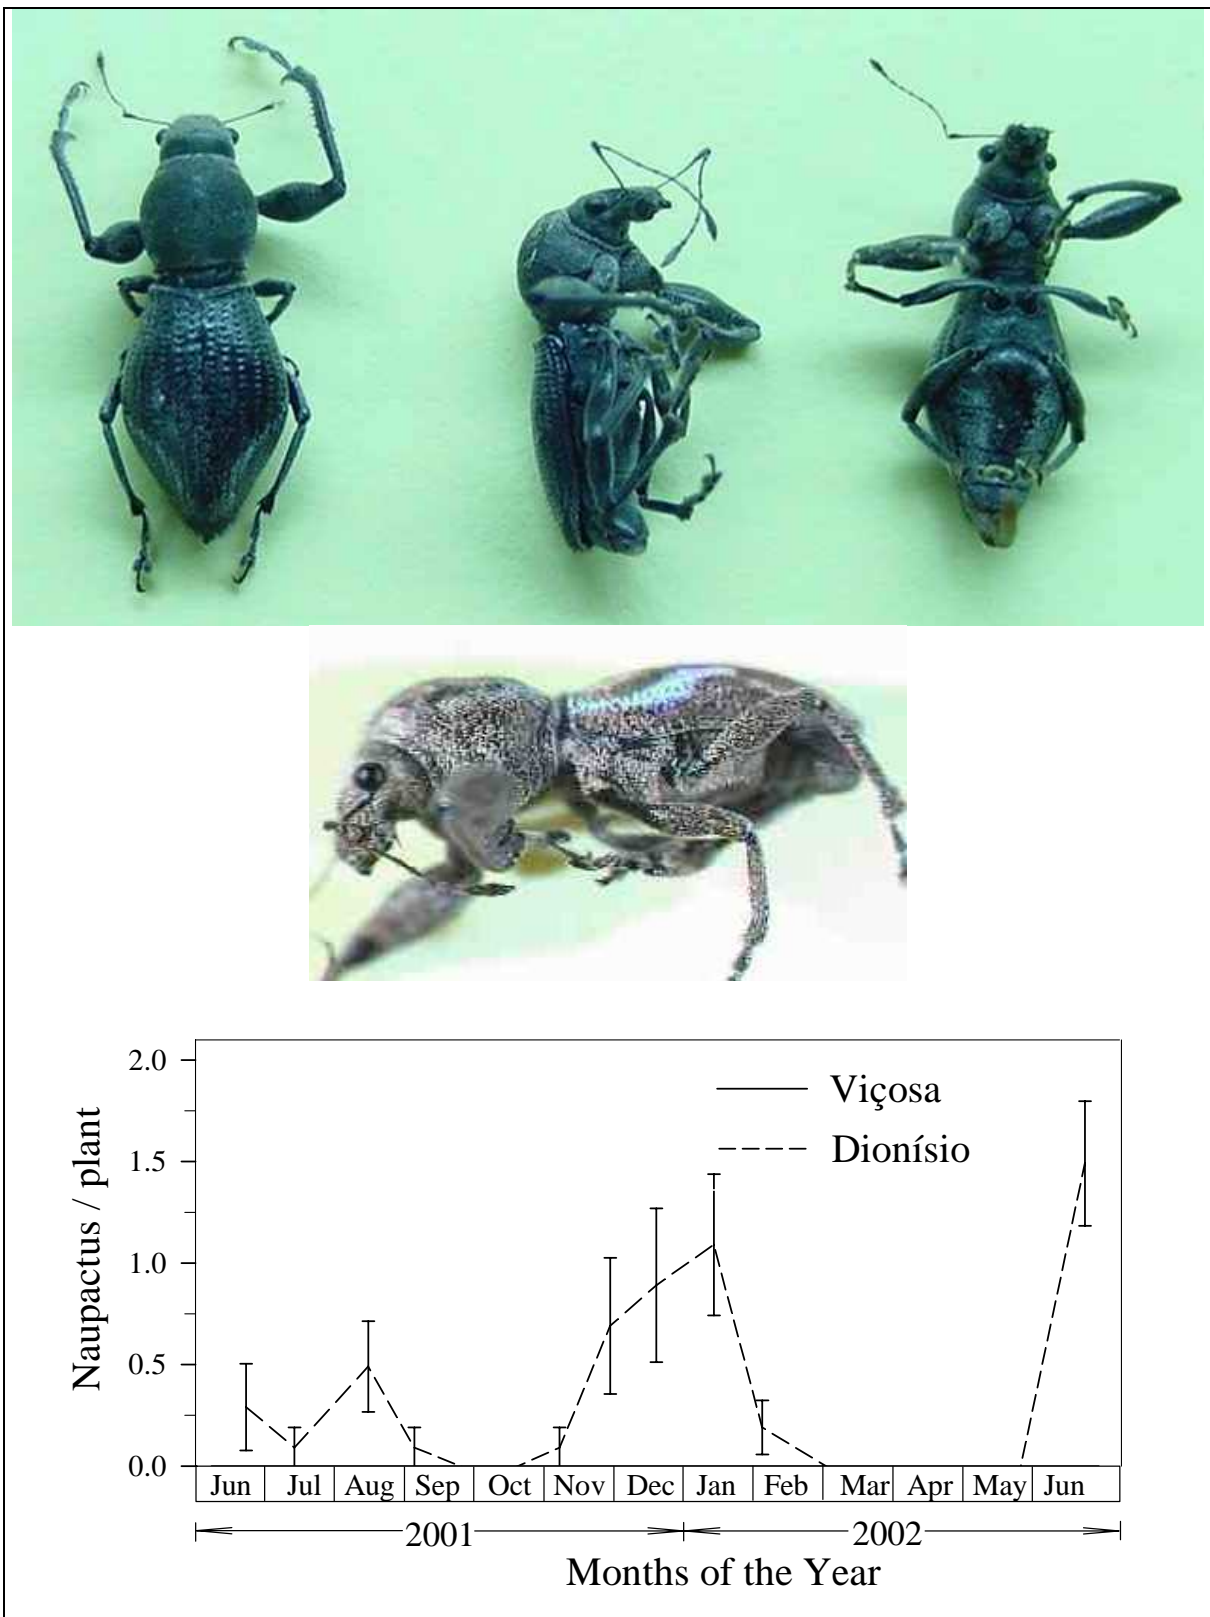 2.0
1.5
1.0
0.5
0.0
Naupactus / plant
Viçosa
Dionísio
Jun Jul Aug Sep Oct Nov Dec Jan Feb Mar Apr May Jun
2001 2002
Months of the Year